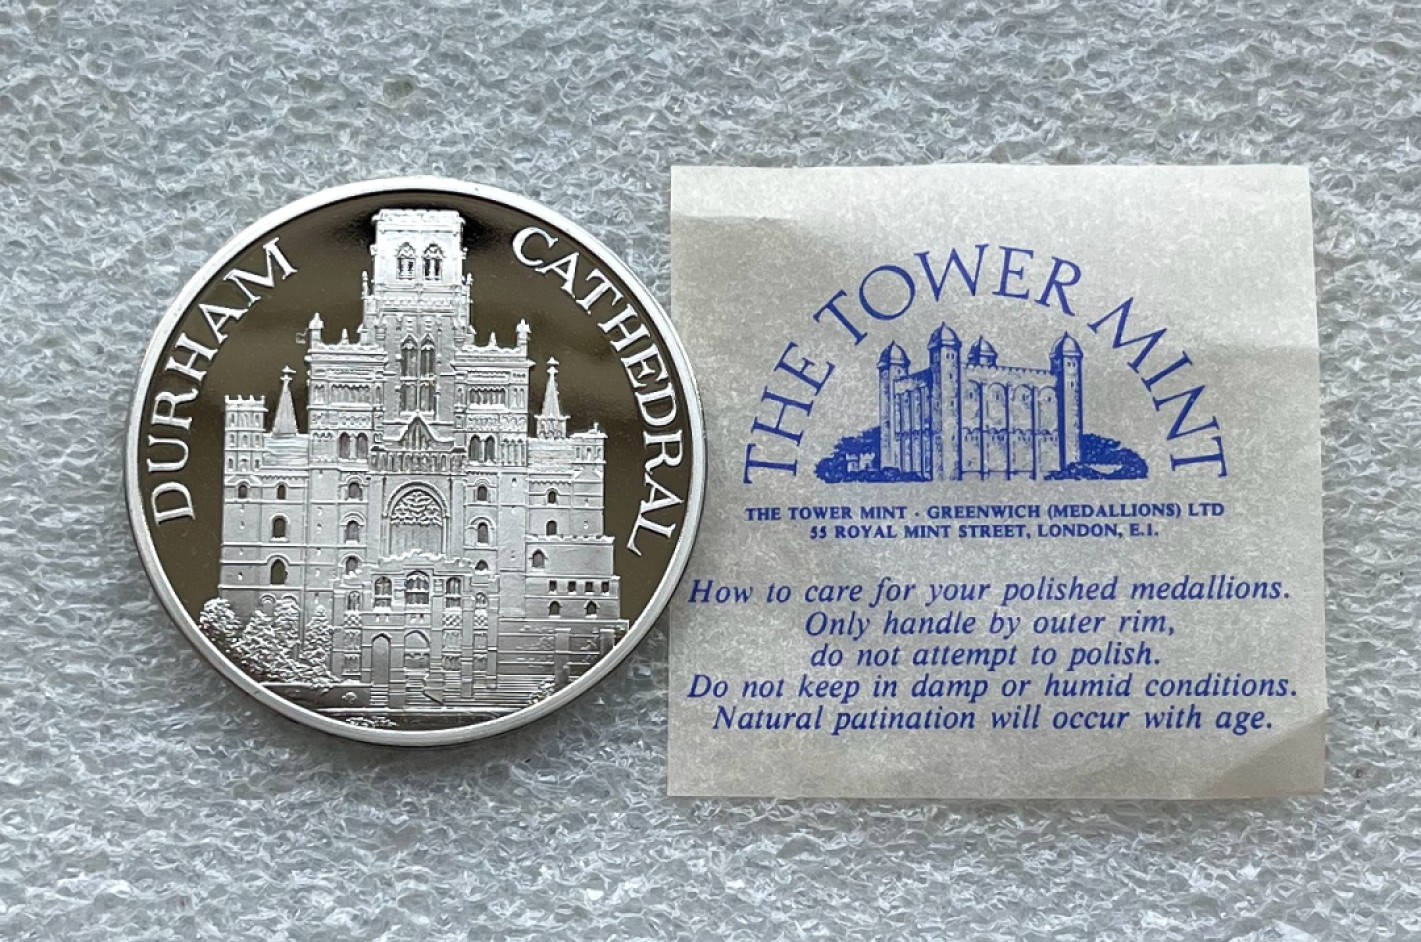 DURHAM CATHEDRAL
THE TOWER MINT
THE TOWER MINT · GREENWICH (MEDALLIONS) LTD
55 ROYAL MINT STREET, LONDON, E.1.
How to care for your polished medallions.
Only handle by outer rim,
do not attempt to polish.
Do not keep in damp or humid conditions.
Natural patination will occur with age.